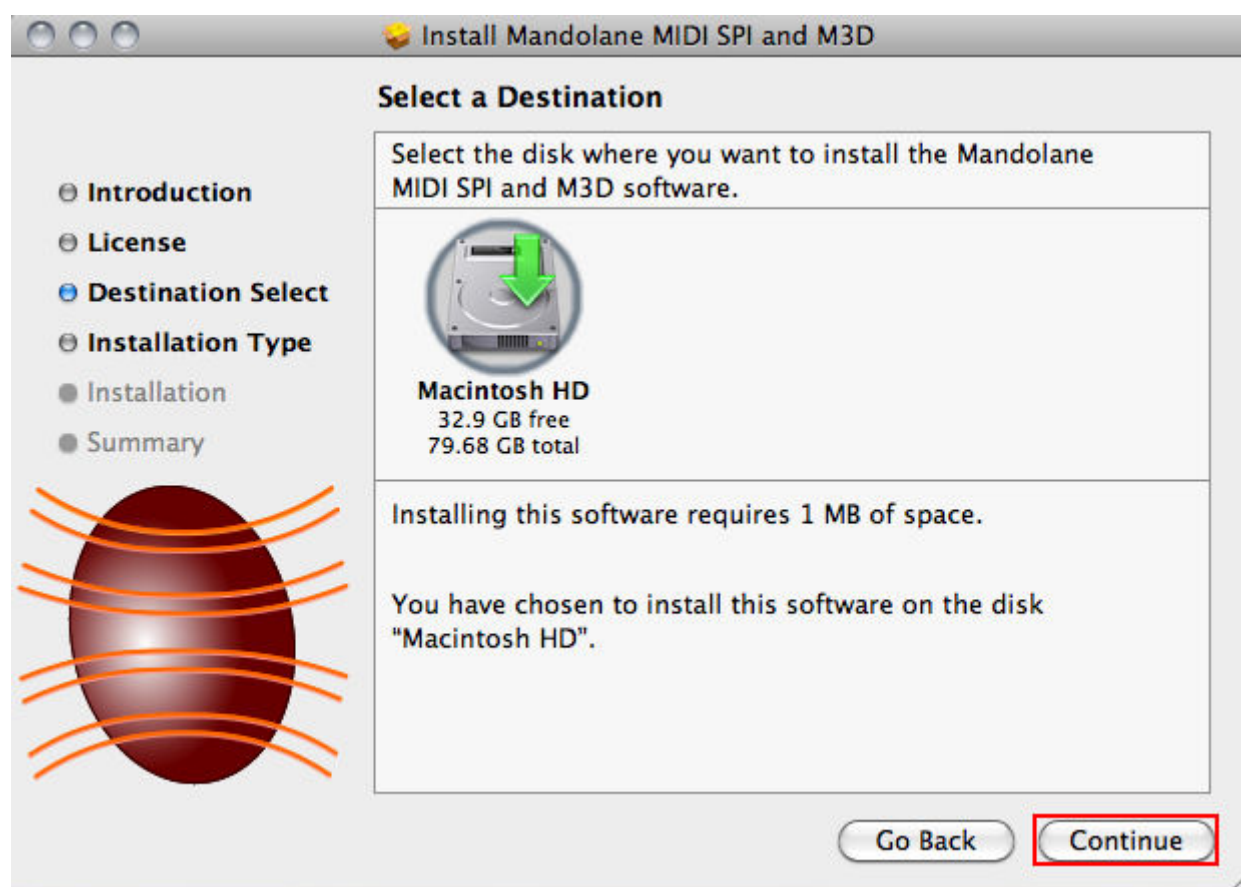 Install Mandolane MIDI SPI and M3D
Select a Destination
Introduction
License
Destination Select
Installation Type
Installation
Summary
Select the disk where you want to install the Mandolane
MIDI SPI and M3D software.
Macintosh HD
32.9 GB free
79.68 GB total
Installing this software requires 1 MB of space.
You have chosen to install this software on the disk
"Macintosh HD".
Go Back
Continue